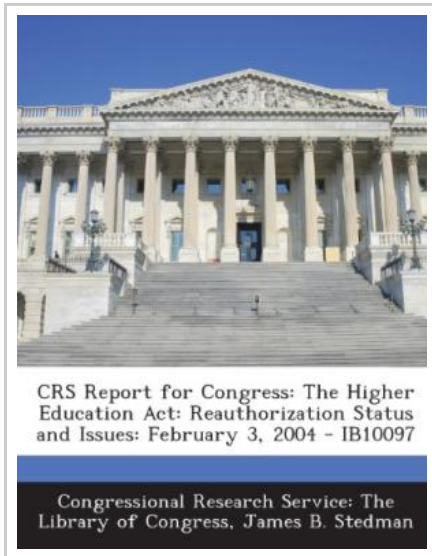 CRS Report for Congress: The Higher
Education Act: Reauthorization Status
and Issues: February 3, 2004 - IB10097
Congressional Research Service: The
Library of Congress, James B. Stedman